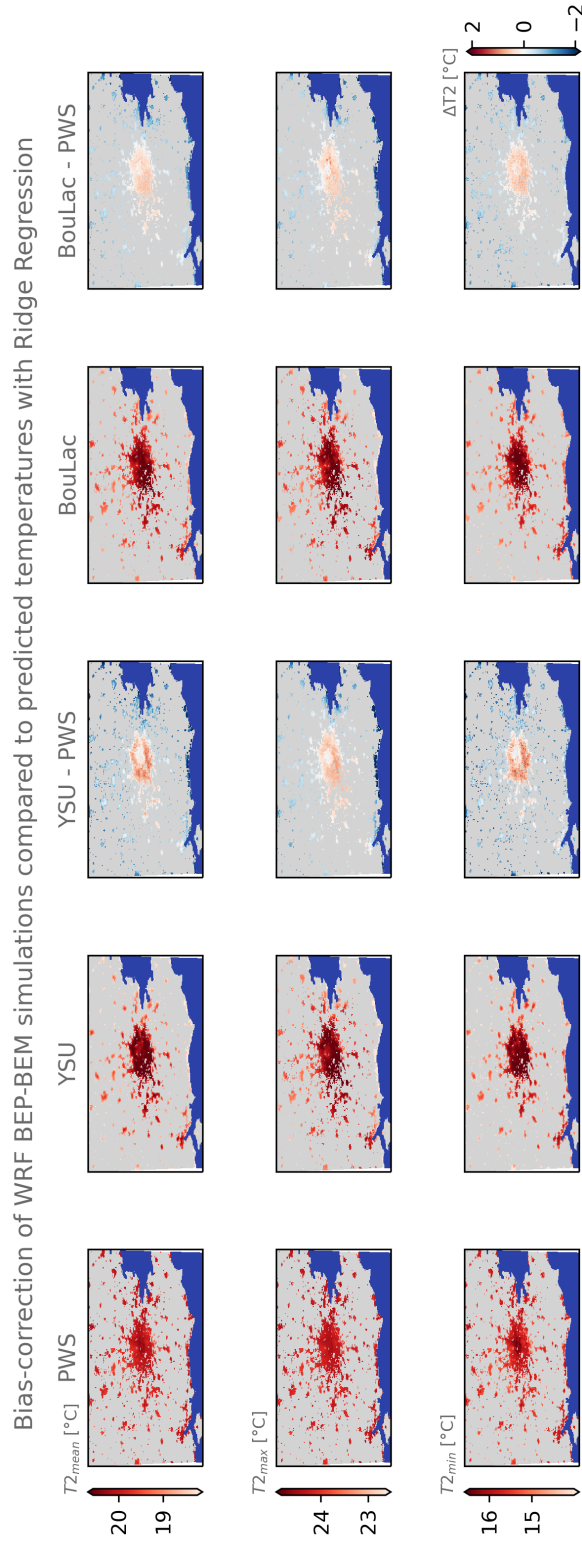 Bias-correction of WRF BEP-BEM simulations compared to predicted temperatures with Ridge Regression
PWS
YSU
YSU - PWS
BouLac
BouLac - PWS
T2mean [°C]
20
19
T2max [°C]
24
23
T2min [°C]
16
15
ΔT2 [°C]
2
0
−2